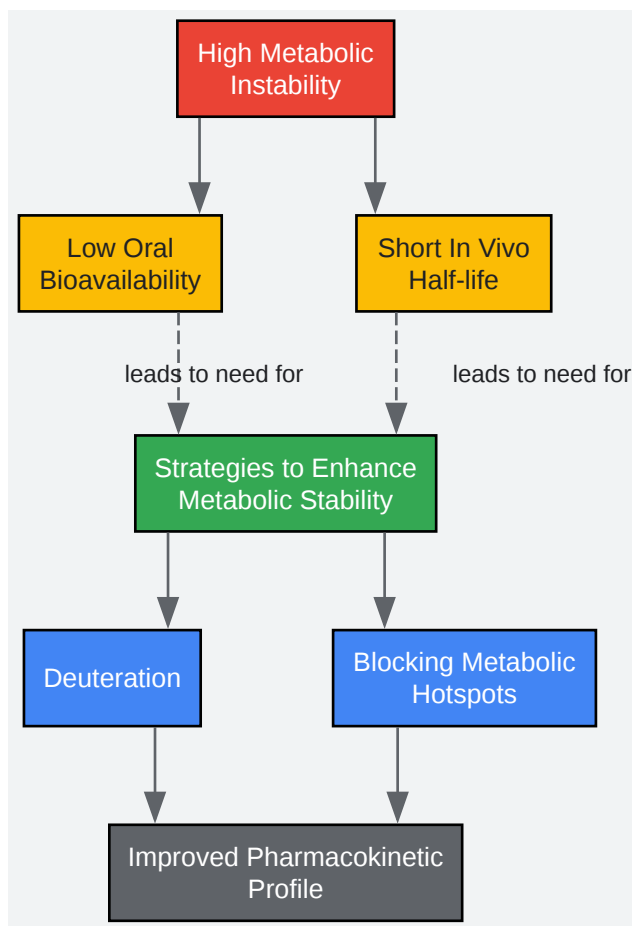 High Metabolic
Instability
Low Oral
Bioavailability
Short In Vivo
Half-life
leads to need for
leads to need for
Strategies to Enhance
Metabolic Stability
Deuteration
Blocking Metabolic
Hotspots
Improved Pharmacokinetic
Profile